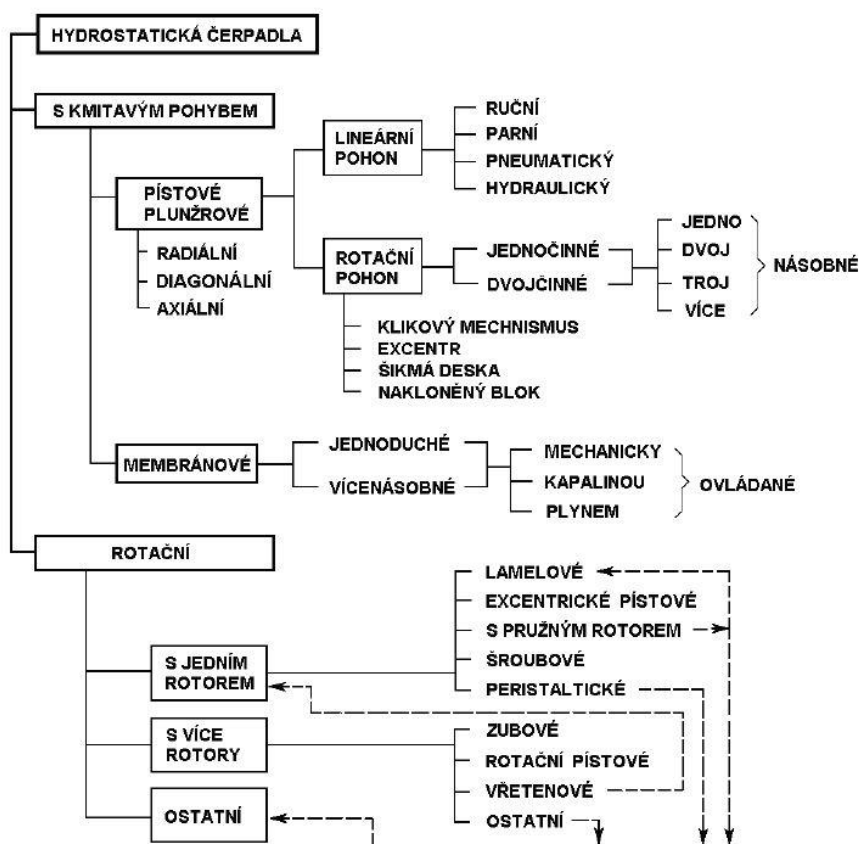 HYDROSTATICKÁ ČERPADLA
S KMITAVÝM POHYBEM
PÍSTOVÉ
PLUNŽROVÉ
RADIÁLNÍ
DIAGONÁLNÍ
AXIÁLNÍ
LINEÁRNÍ
POHON
RUČNÍ
PARNÍ
PNEUMATICKÝ
HYDRAULICKÝ
ROTAČNÍ
POHON
JEDNOČINNÉ
DVOJČINNÉ
JEDNO
DVOJ
TROJ
VÍCE
NÁSOBNÉ
KLIKOVÝ MECHNISMUS
EXCENTR
ŠIKMÁ DESKA
NAKLONĚNÝ BLOK
MEMBRÁNOVÉ
JEDNODUCHÉ
VÍCENÁSOBNÉ
MECHANICKY
KAPALINOU
PLYNEM
OVLÁDANÉ
ROTAČNÍ
S JEDNÍM
ROTOREM
LAMELOVÉ
EXCENTRICKÉ PÍSTOVÉ
S PRUŽNÝM ROTOREM
ŠROUBOVÉ
PERISTALTICKÉ
S VÍCE
ROTORY
ZUBOVÉ
ROTAČNÍ PÍSTOVÉ
VŘETENOVÉ
OSTATNÍ
OSTATNÍ